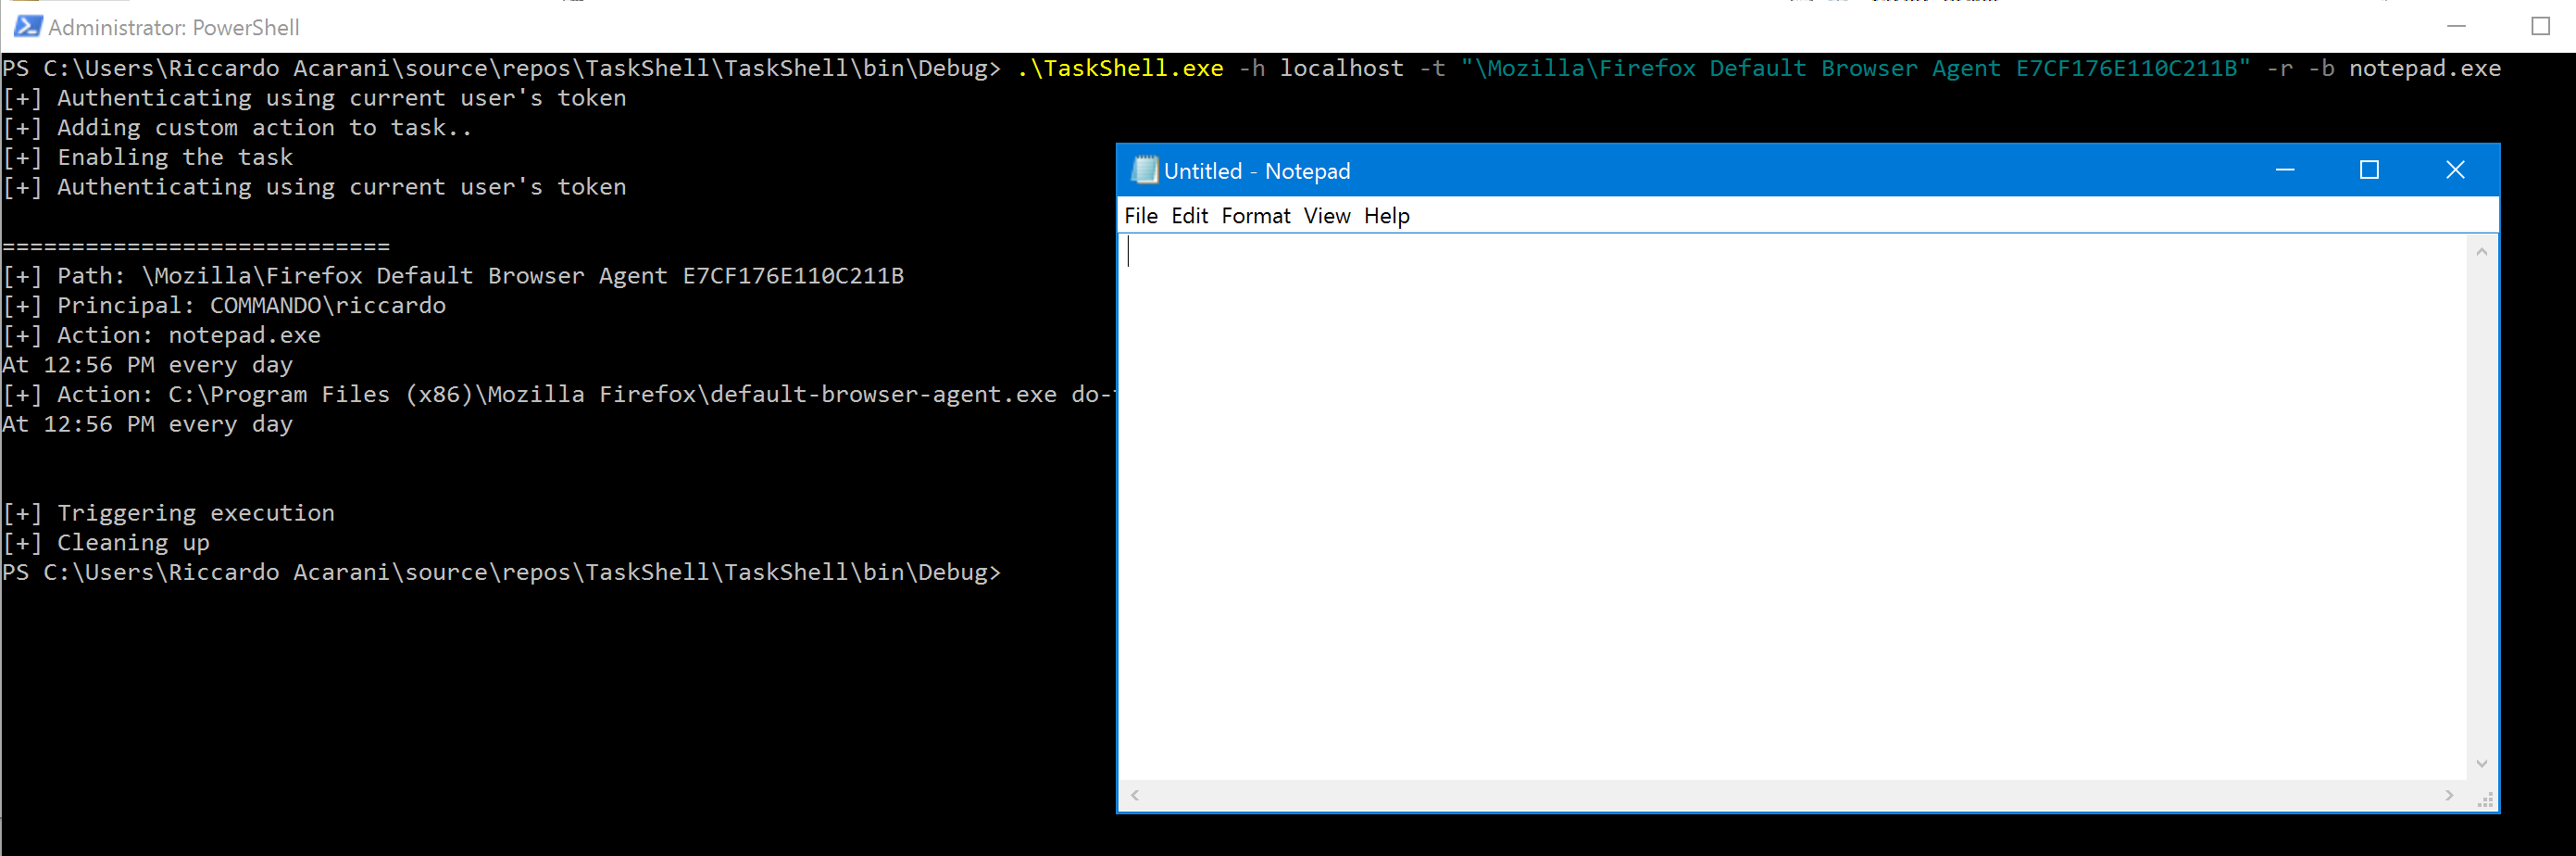 Administrator: PowerShell
PS C:\Users\Riccardo Acarani\source\repos\TaskShell\TaskShell\bin\Debug> .\TaskShell.exe -h localhost -t "\Mozilla\Firefox Default Browser Agent E7CF176E110C211B" -r -b notepad.exe
[+] Authenticating using current user's token
[+] Adding custom action to task..
[+] Enabling the task
[+] Authenticating using current user's token
============================
[+] Path: \Mozilla\Firefox Default Browser Agent E7CF176E110C211B
[+] Principal: COMMANDO\riccardo
[+] Action: notepad.exe
At 12:56 PM every day
[+] Action: C:\Program Files (x86)\Mozilla Firefox\default-browser-agent.exe do-
At 12:56 PM every day
[+] Triggering execution
[+] Cleaning up
PS C:\Users\Riccardo Acarani\source\repos\TaskShell\TaskShell\bin\Debug>
Untitled - Notepad
File Edit Format View Help